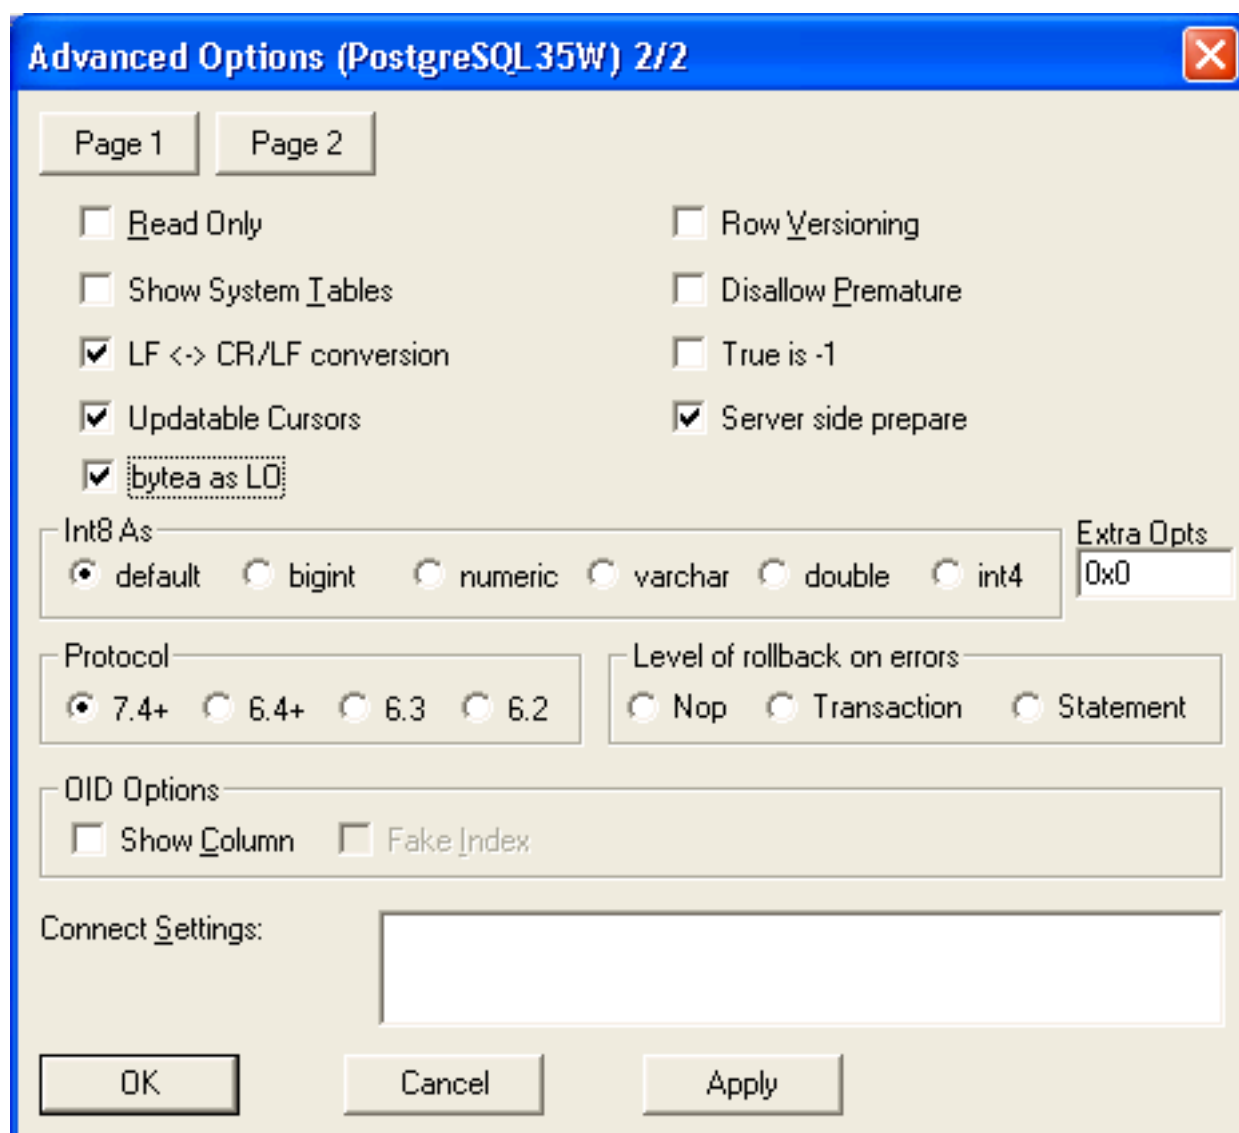 Advanced Options (PostgreSQL35W) 2/2
Page 1 Page 2
Read Only Row Versioning
Show System Tables Disallow Premature
LF <-> CR/LF conversion True is -1
Updatable Cursors Server side prepare
bytea as LO
Int8 As Extra Opts
default bigint numeric varchar double int4 0x0
Protocol Level of rollback on errors
7.4+ 6.4+ 6.3 6.2 Nop Transaction Statement
OID Options
Show Column Fake Index
Connect Settings:
OK Cancel Apply